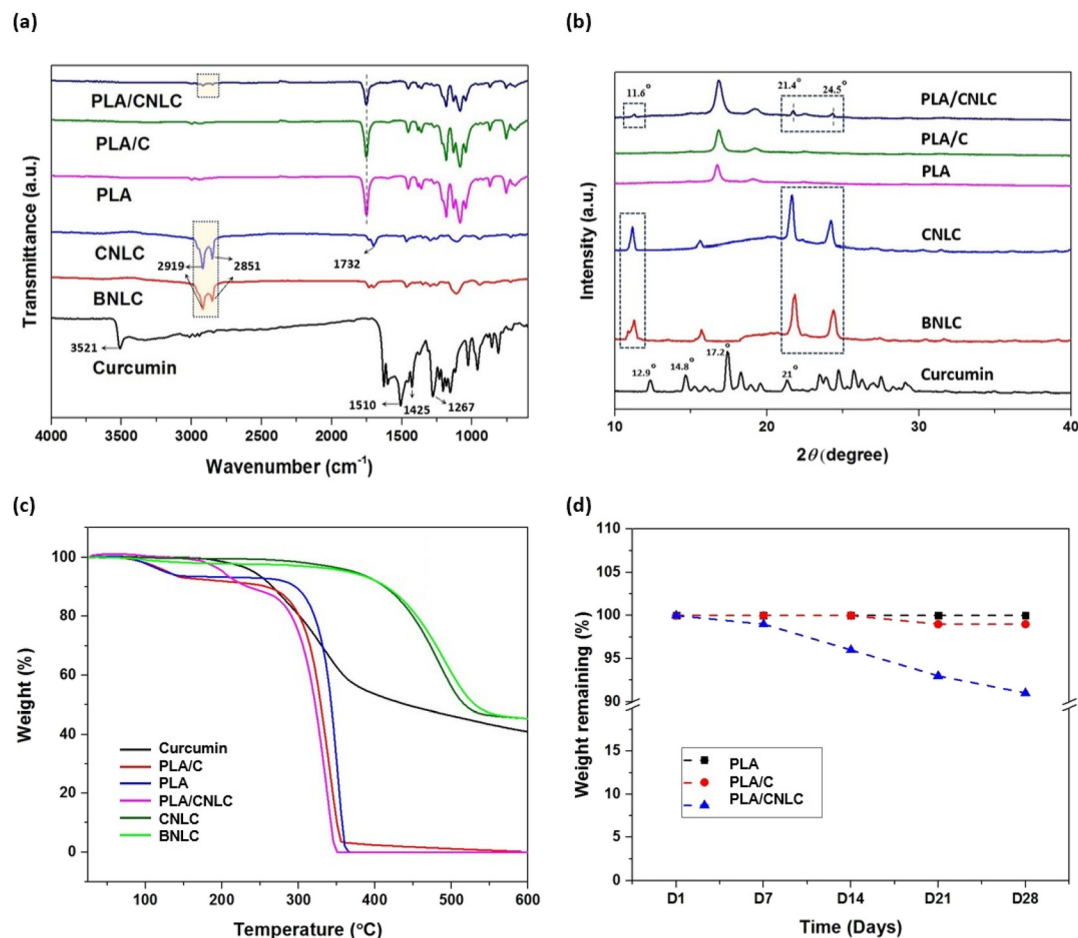 (a)
PLA/CNLC
PLA/C
PLA
CNLC
2919
2851
1732
BNLC
3521
Curcumin
1510
1425
1267
Transmittance (a.u.)
4000 3500 3000 2500 2000 1500 1000
Wavenumber (cm⁻¹)
(b)
11.6°
21.4°
24.5°
PLA/CNLC
PLA/C
PLA
CNLC
BNLC
12.9°
14.8°
17.2°
21°
Curcumin
Intensity (a.u.)
10 20 30 40
2θ (degree)
(c)
100
80
60
40
20
0
Weight (%)
Curcumin
PLA/C
PLA
PLA/CNLC
CNLC
BNLC
100 200 300 400 500 600
Temperature (°C)
(d)
110
105
100
95
90
15
10
5
0
Weight remaining (%)
PLA
PLA/C
PLA/CNLC
D1 D7 D14 D21 D28
Time (Days)